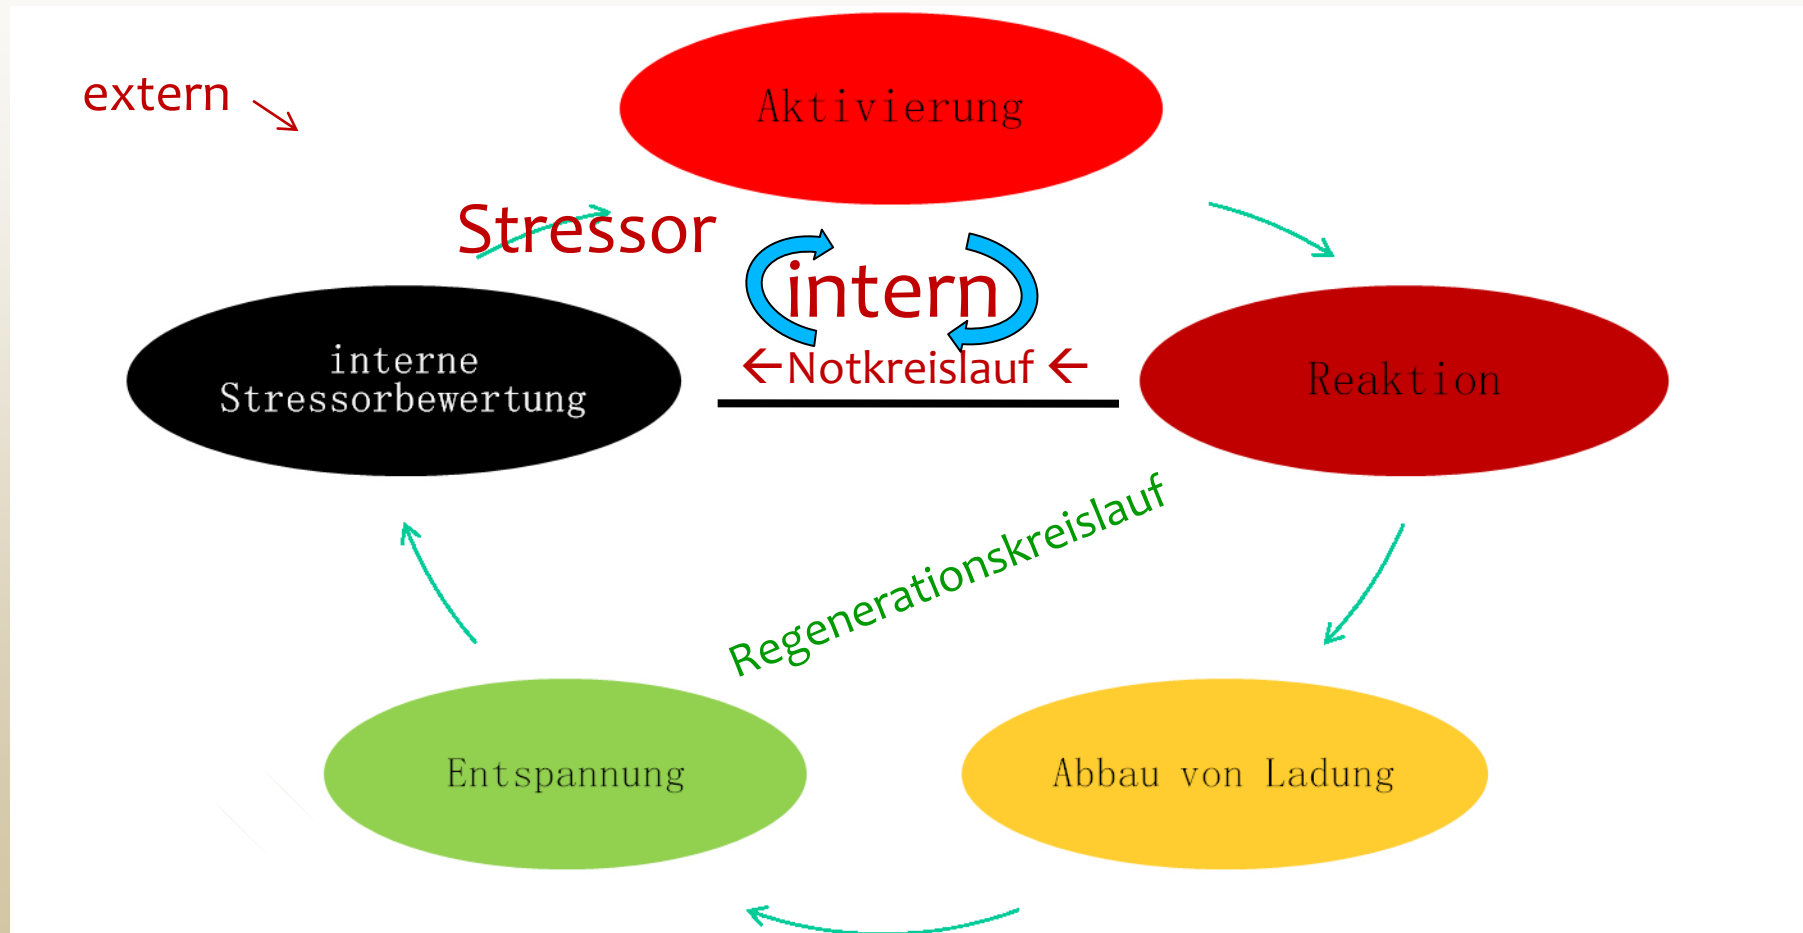 Aktivierung
extern
Stressor
intern
←Notkreislauf ←
interne
Stressorbewertung
Reaktion
Regenerationskreislauf
Entspannung
Abbau von Ladung